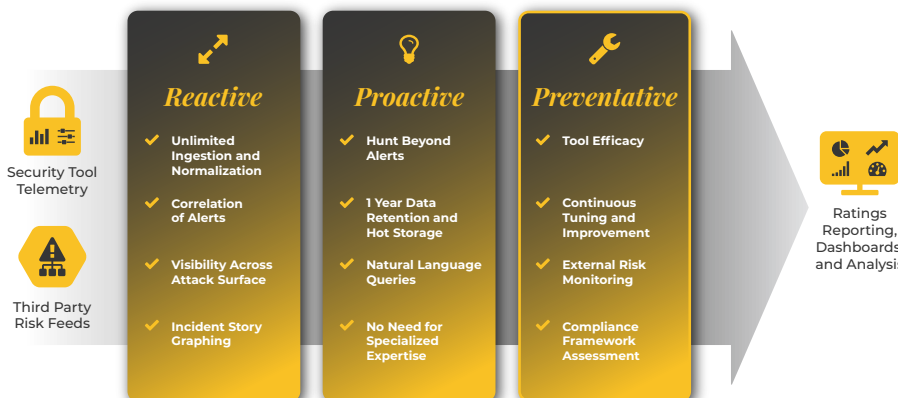 Security Tool
Telemetry
Third Party
Risk Feeds
Reactive
Unlimited
Ingestion and
Normalization
Correlation
of Alerts
Visibility Across
Attack Surface
Incident Story
Graphing
Proactive
Hunt Beyond
Alerts
1 Year Data
Retention and
Hot Storage
Natural Language
Queries
No Need for
Specialized
Expertise
Preventative
Tool Efficacy
Continuous
Tuning and
Improvement
External Risk
Monitoring
Compliance
Framework
Assessment
Ratings
Reporting,
Dashboards
and Analysis